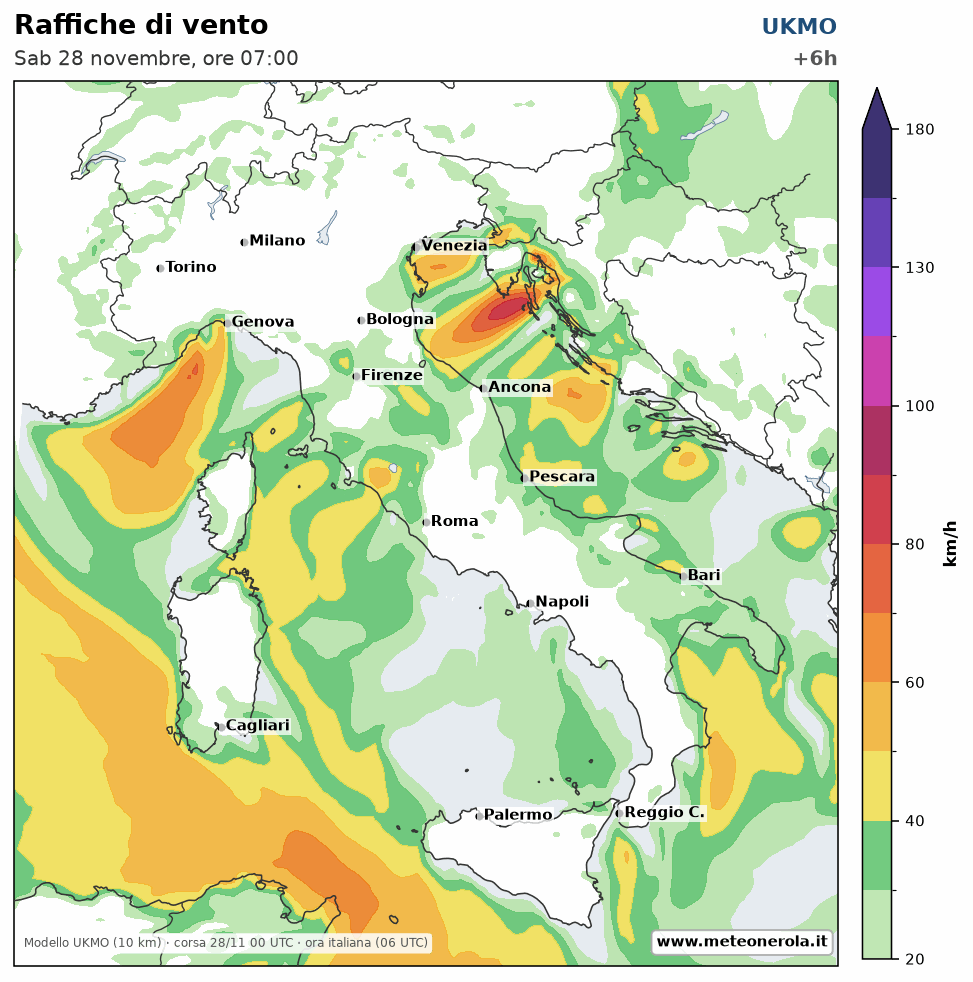 Raffiche di vento
UKMO
Sab 28 novembre, ore 07:00
+6h
180
130
100
80
60
40
20
km/h
Venezia
Milano
Torino
Bologna
Genova
Firenze
Ancona
Pescara
Roma
Bari
Napoli
Cagliari
Palermo
Reggio C.
Modello UKMO (10 km) · corsa 28/11 00 UTC · ora italiana (06 UTC)
www.meteonerola.it